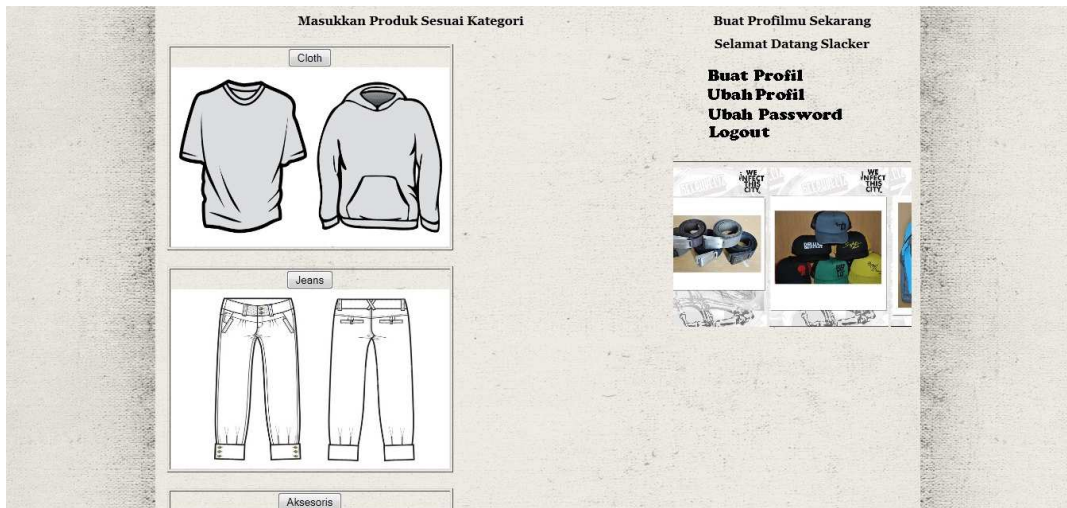 Masukkan Produk Sesuai Kategori
Cloth
Jeans
Aksesoris
Buat Profilmu Sekarang
Selamat Datang Slacker
Buat Profil
Ubah Profil
Ubah Password
Logout
WE
INFECT
THIS
CITY
WE
INFECT
THIS
CITY